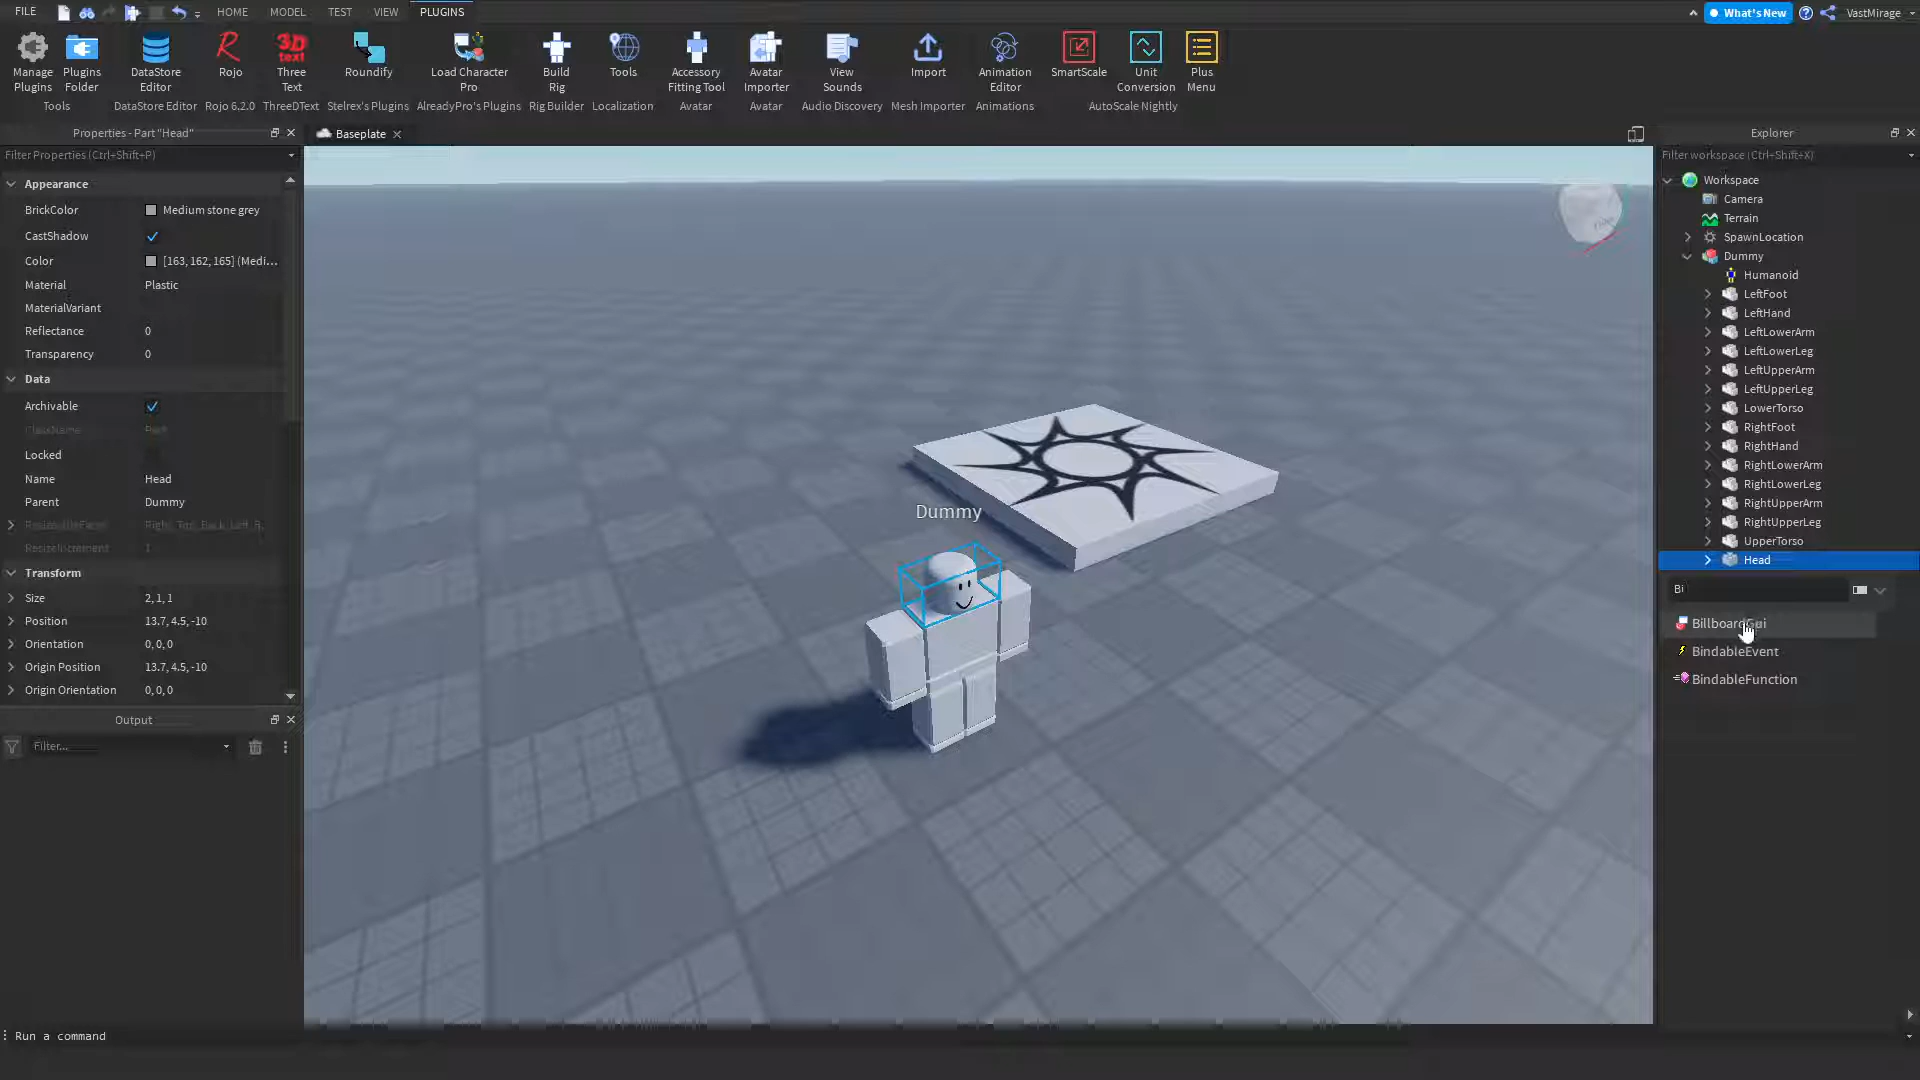 FILE HOME MODEL TEST VIEW PLUGINS What's New VastMirage
Manage Plugins
Plugins Folder
DataStore Editor
Rojo
3D text
Three Text
Roundify
Load Character Pro
Build Rig
Tools
Accessory Fitting Tool
Avatar Importer
View Sounds
Import
Animation Editor
SmartScale
Unit Conversion
Plus Menu
Tools DataStore Editor Rojo 6.2.0 ThreeDText Stelrex's Plugins AlreadyPro's Plugins Rig Builder Localization Avatar Avatar Audio Discovery Mesh Importer Animations AutoScale Nightly
Properties - Part "Head"
Filter Properties (Ctrl+Shift+P)
Appearance
BrickColor Medium stone grey
CastShadow
Color [163, 162, 165] (Medi...
Material Plastic
MaterialVariant
Reflectance 0
Transparency 0
Data
Archivable
ClassName Part
Locked
Name Head
Parent Dummy
ResizeIncrement 1
Transform
Size 2, 1, 1
Position 13.7, 4.5, -10
Orientation 0, 0, 0
Origin Position 13.7, 4.5, -10
Origin Orientation 0, 0, 0
Output
Filter...
Run a command
Baseplate
Dummy
Explorer
Filter workspace (Ctrl+Shift+X)
Workspace
Camera
Terrain
SpawnLocation
Dummy
Humanoid
LeftFoot
LeftHand
LeftLowerArm
LeftLowerLeg
LeftUpperArm
LeftUpperLeg
LowerTorso
RightFoot
RightHand
RightLowerArm
RightLowerLeg
RightUpperArm
RightUpperLeg
UpperTorso
Head
Bi
BillboardGui
BindableEvent
BindableFunction